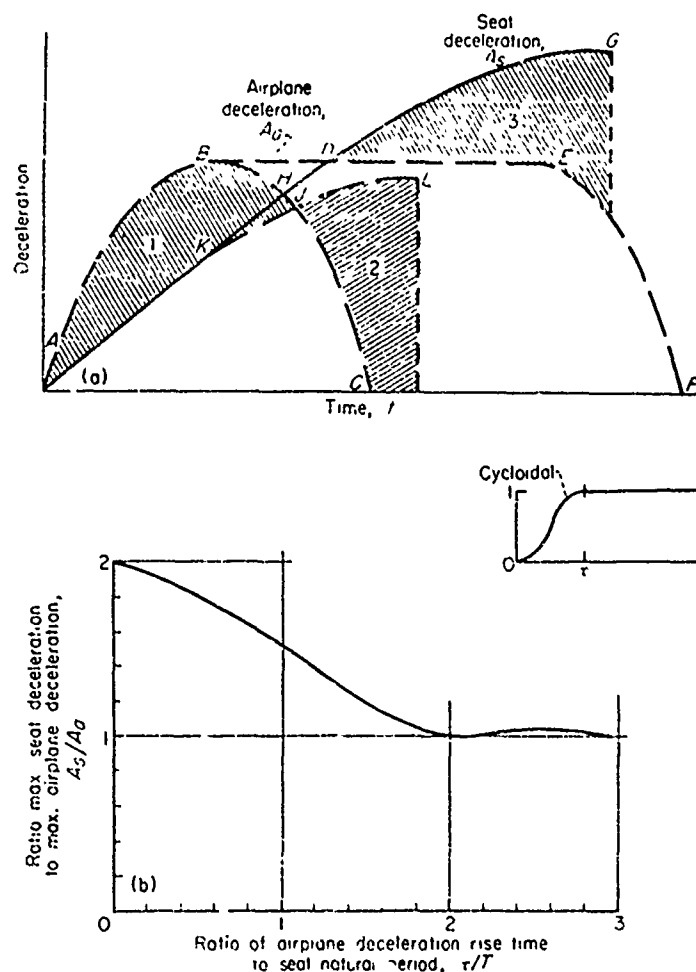 Seat
deceleration,
A_S
G
Airplane
deceleration,
A_a
B
D
E
3
H
J
L
K
1
2
A
C
F
Deceleration
(a)
Time, t
Cycloidal
1
0
τ
2
1
0
1
2
3
(b)
Ratio max seat deceleration
to max. airplane deceleration,
A_S/A_a
Ratio of airplane deceleration rise time
to seat natural period, τ/T